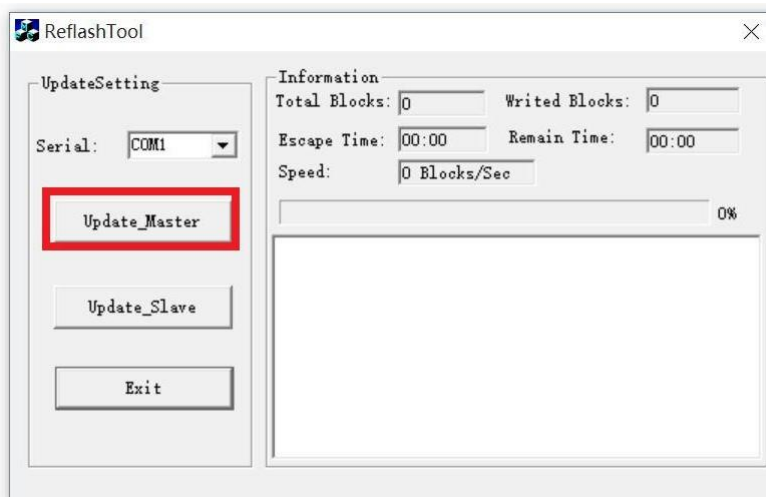 ReflashTool
UpdateSetting
Serial: COM1
Update_Master
Update_Slave
Exit
Information
Total Blocks: 0 Writed Blocks: 0
Escape Time: 00:00 Remain Time: 00:00
Speed: 0 Blocks/Sec
0%